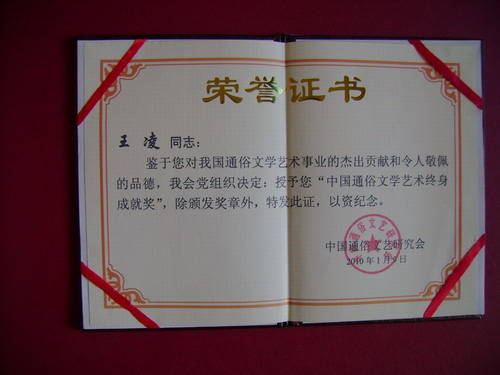 荣誉证书
王凌 同志:
鉴于您对我国通俗文学艺术事业的杰出贡献和令人敬佩
的品德，我会党组织决定：授予您“中国通俗文学艺术终身
成就奖”，除颁发奖章外，特发此证，以资纪念。
中国通俗文艺研究会
2010年1月9日